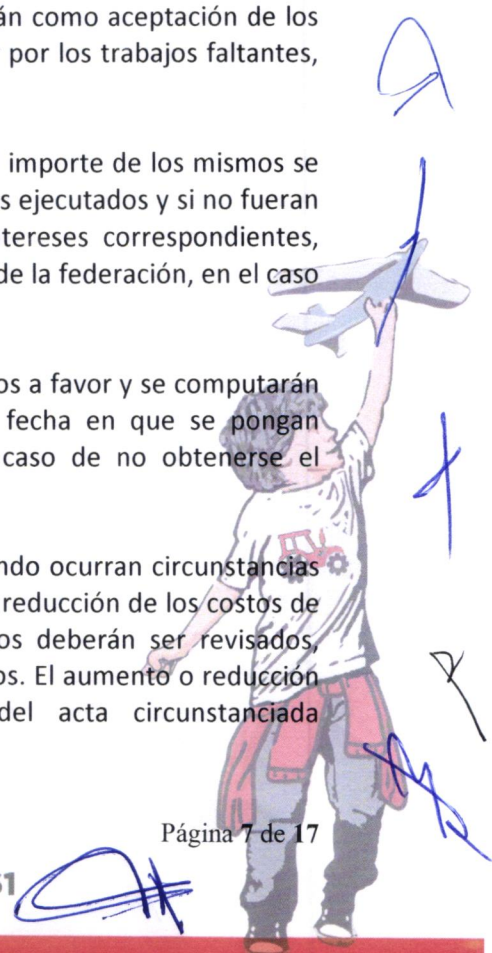 án como aceptación de los
por los trabajos faltantes,
importe de los mismos se
s ejecutados y si no fueran
tereses correspondientes,
de la federación, en el caso
os a favor y se computarán
fecha en que se pongan
caso de no obtenerse el
ndo ocurran circunstancias
reducción de los costos de
os deberán ser revisados,
os. El aumento o reducción
del acta circunstanciada
Página 7 de 17
51